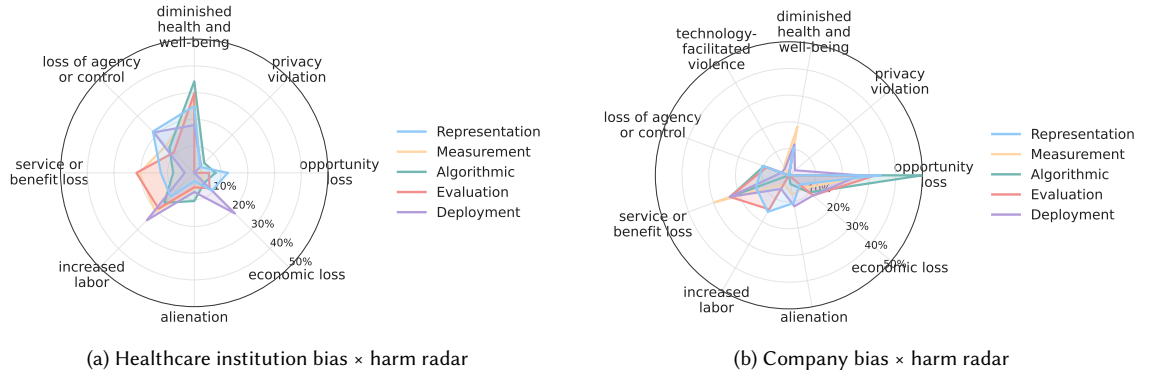 diminished
health and
well-being
privacy
violation
loss of agency
or control
service or
benefit loss
opportunity
loss
10%
20%
30%
40%
50%
increased
labor
economic loss
alienation
Representation
Measurement
Algorithmic
Evaluation
Deployment
(a) Healthcare institution bias × harm radar
diminished
health and
well-being
technology-
facilitated
violence
privacy
violation
loss of agency
or control
opportunity
loss
10%
20%
30%
40%
50%
service or
benefit loss
economic loss
increased
labor
alienation
Representation
Measurement
Algorithmic
Evaluation
Deployment
(b) Company bias × harm radar